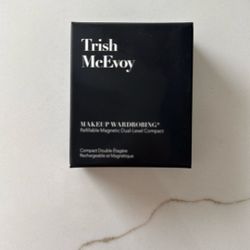 Trish
McEvoy
MAKEUP WARDROBING®
Refillable Magnetic Dual-Level Compact
Compact Double Étagère
Rechargeable et Magnétique